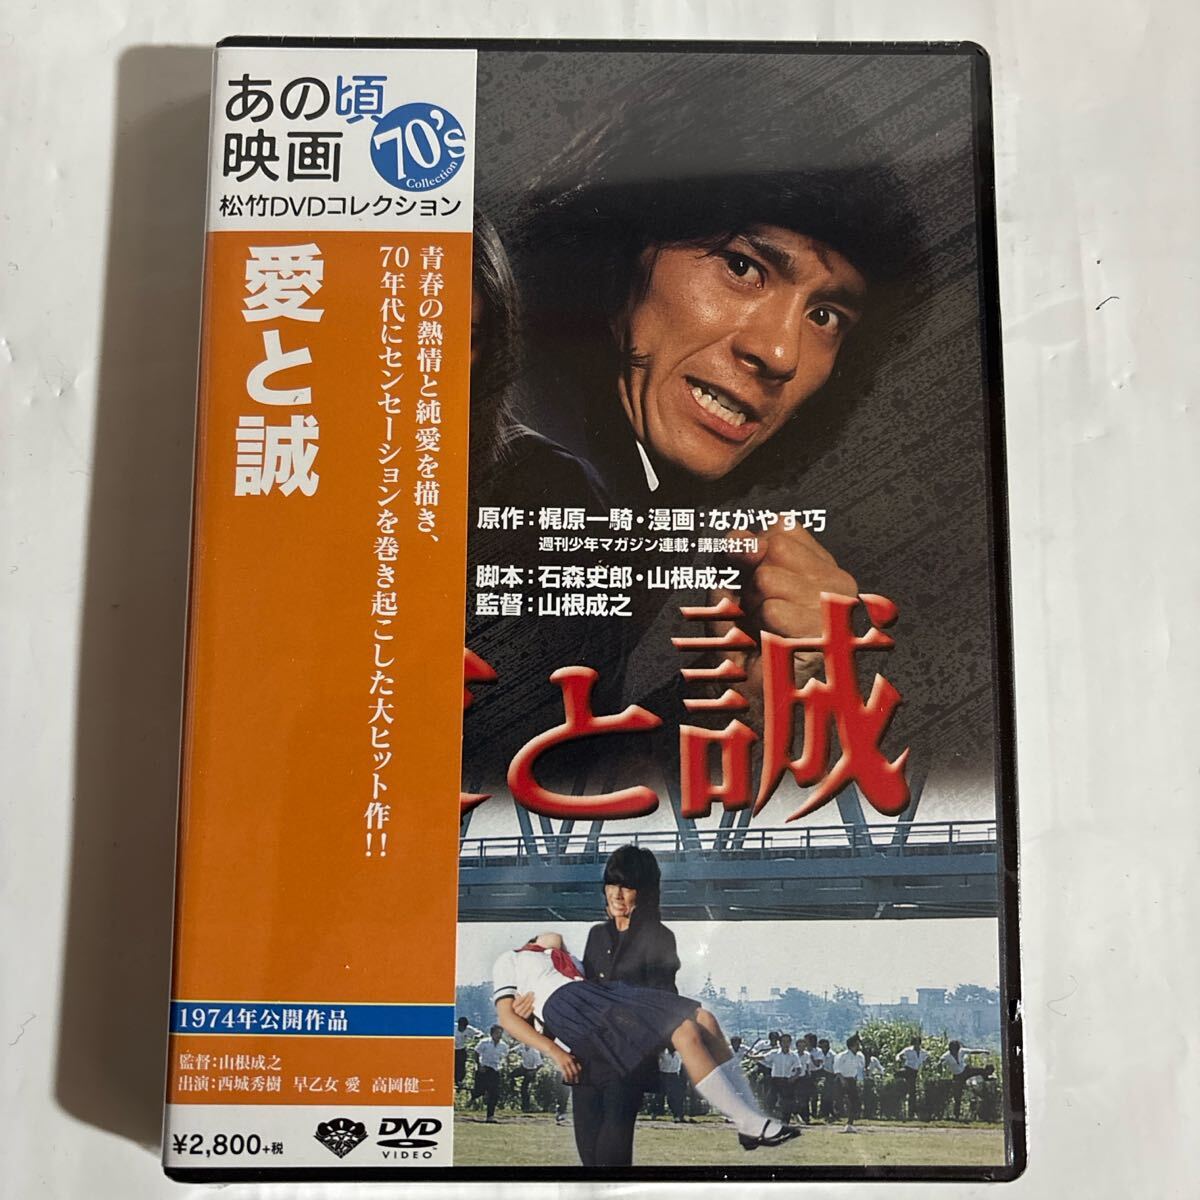 あの頃
映画
70's
Collection
松竹DVDコレクション
愛と誠
青春の熱情と純愛を描き、
70年代にセンセーションを巻き起こした大ヒット作!!
1974年公開作品
監督:山根成之
出演:西城秀樹 早乙女 愛 高岡健二
¥2,800+税
DVD
VIDEO
原作:梶原一騎・漫画:ながやす巧
週刊少年マガジン連載・講談社刊
脚本:石森史郎・山根成之
監督:山根成之
と誠